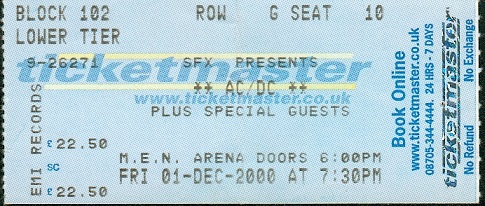 BLOCK 102 ROW G SEAT 10
LOWER TIER
9-26271 SFX PRESENTS
ticketmaster
** AC/DC **
www.ticketmaster.co.uk
PLUS SPECIAL GUESTS
£22.50
SC
£22.50
M.E.N. ARENA DOORS 6:00PM
FRI 01-DEC-2000 AT 7:30PM
EMI RECORDS
Book Online
www.ticketmaster.co.uk
08705-344-4444. 24 HRS - 7 DAYS
ticketmaster
No Refund No Exchange